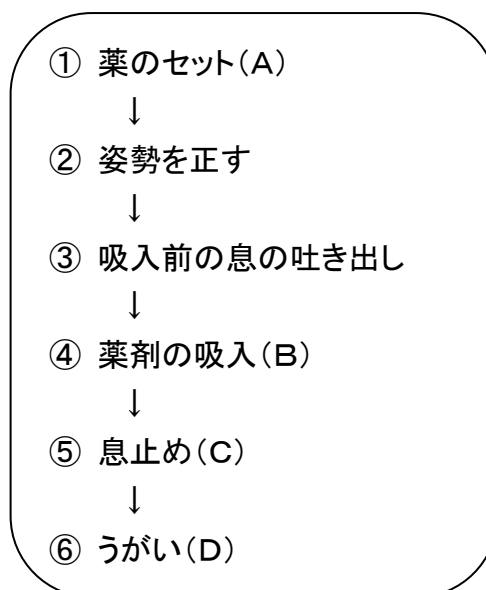 ① 薬のセット(A)
↓
② 姿勢を正す
↓
③ 吸入前の息の吐き出し
↓
④ 薬剤の吸入(B)
↓
⑤ 息止め(C)
↓
⑥ うがい(D)